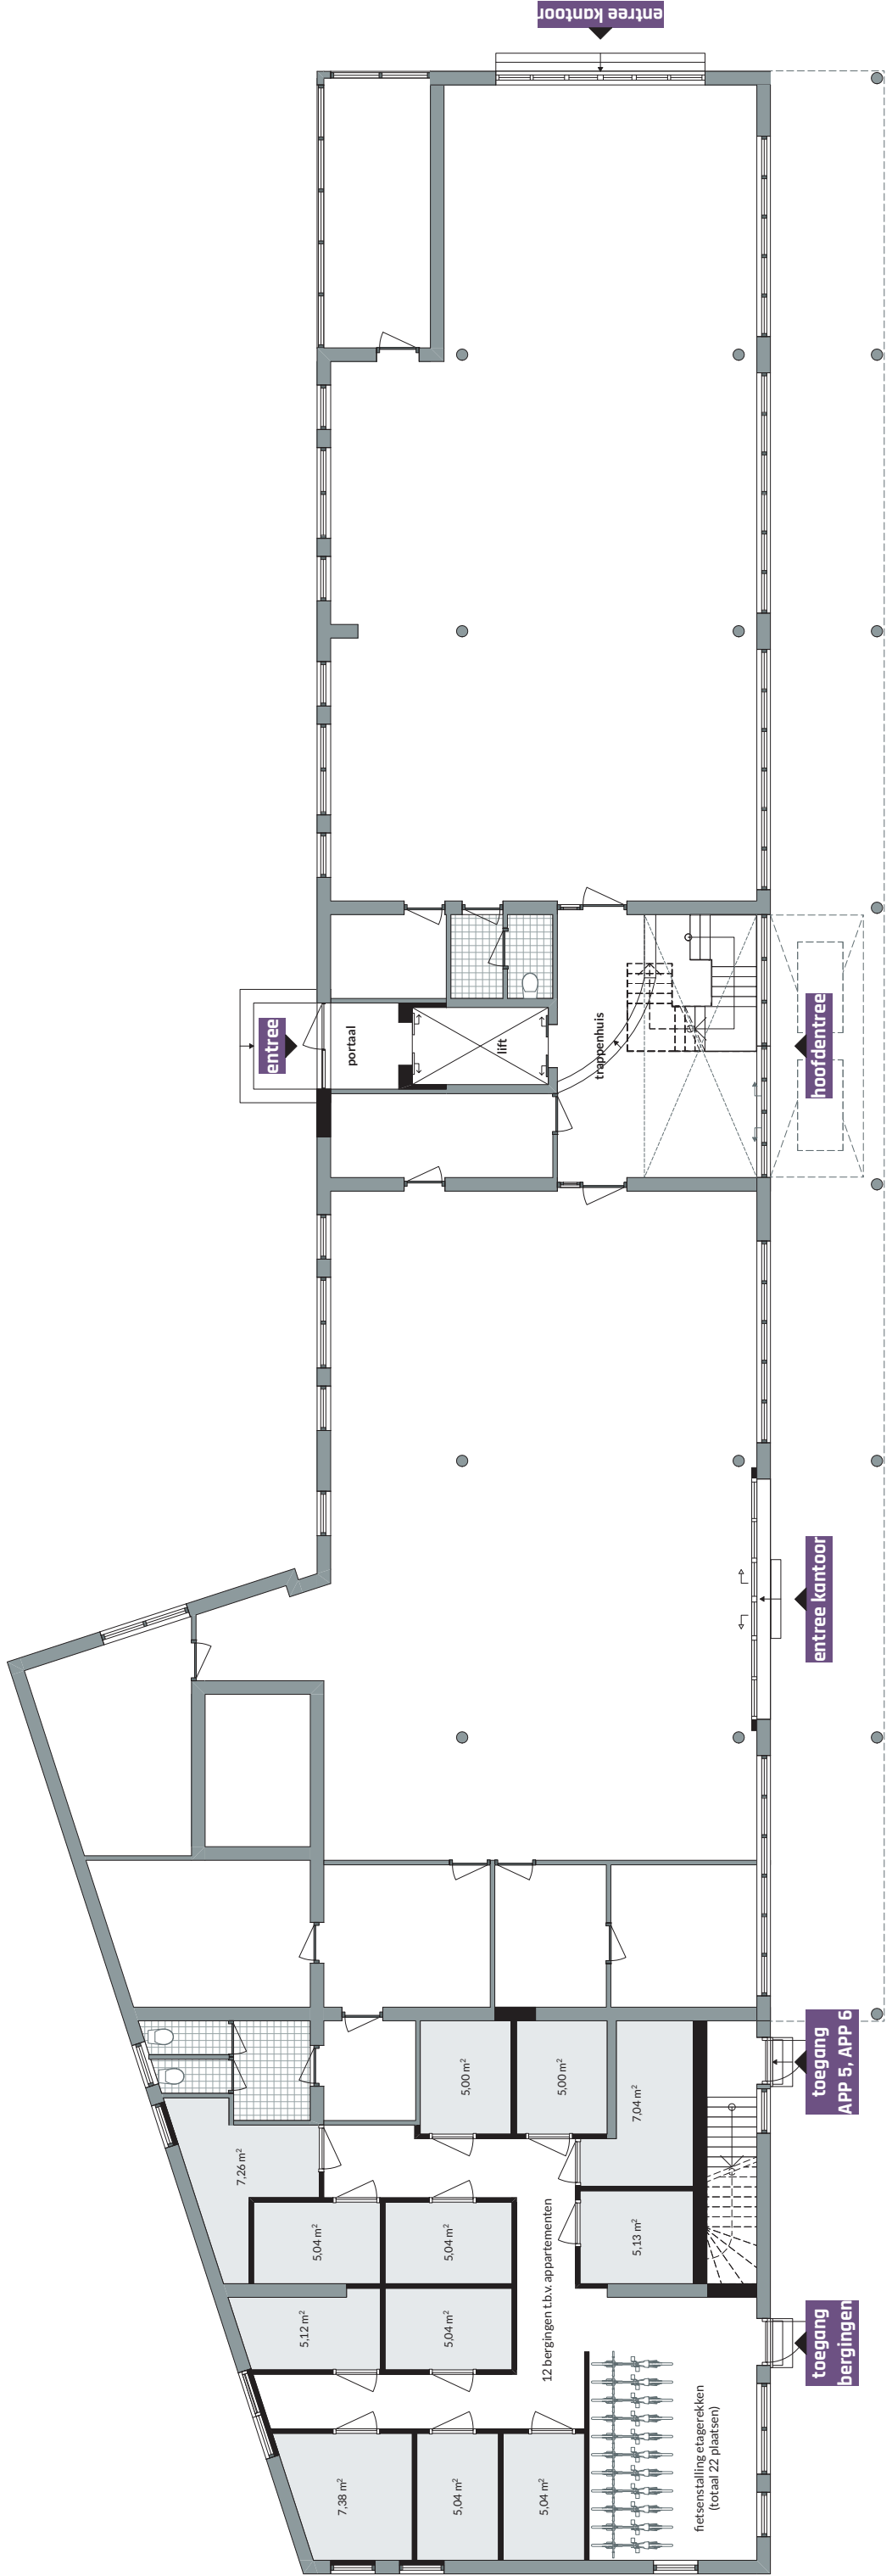 entree kantoor
entree
portaal
lift
trappenhuis
hoofdentree
entree kantoor
toegang
APP 5, APP 6
5,00 m²
5,00 m²
7,04 m²
7,26 m²
5,04 m²
5,04 m²
5,13 m²
12 bergingen t.b.v. appartementen
5,12 m²
5,04 m²
toegang
bergingen
7,38 m²
5,04 m²
5,04 m²
fietsenstalling etagerekken
(totaal 22 plaatsen)